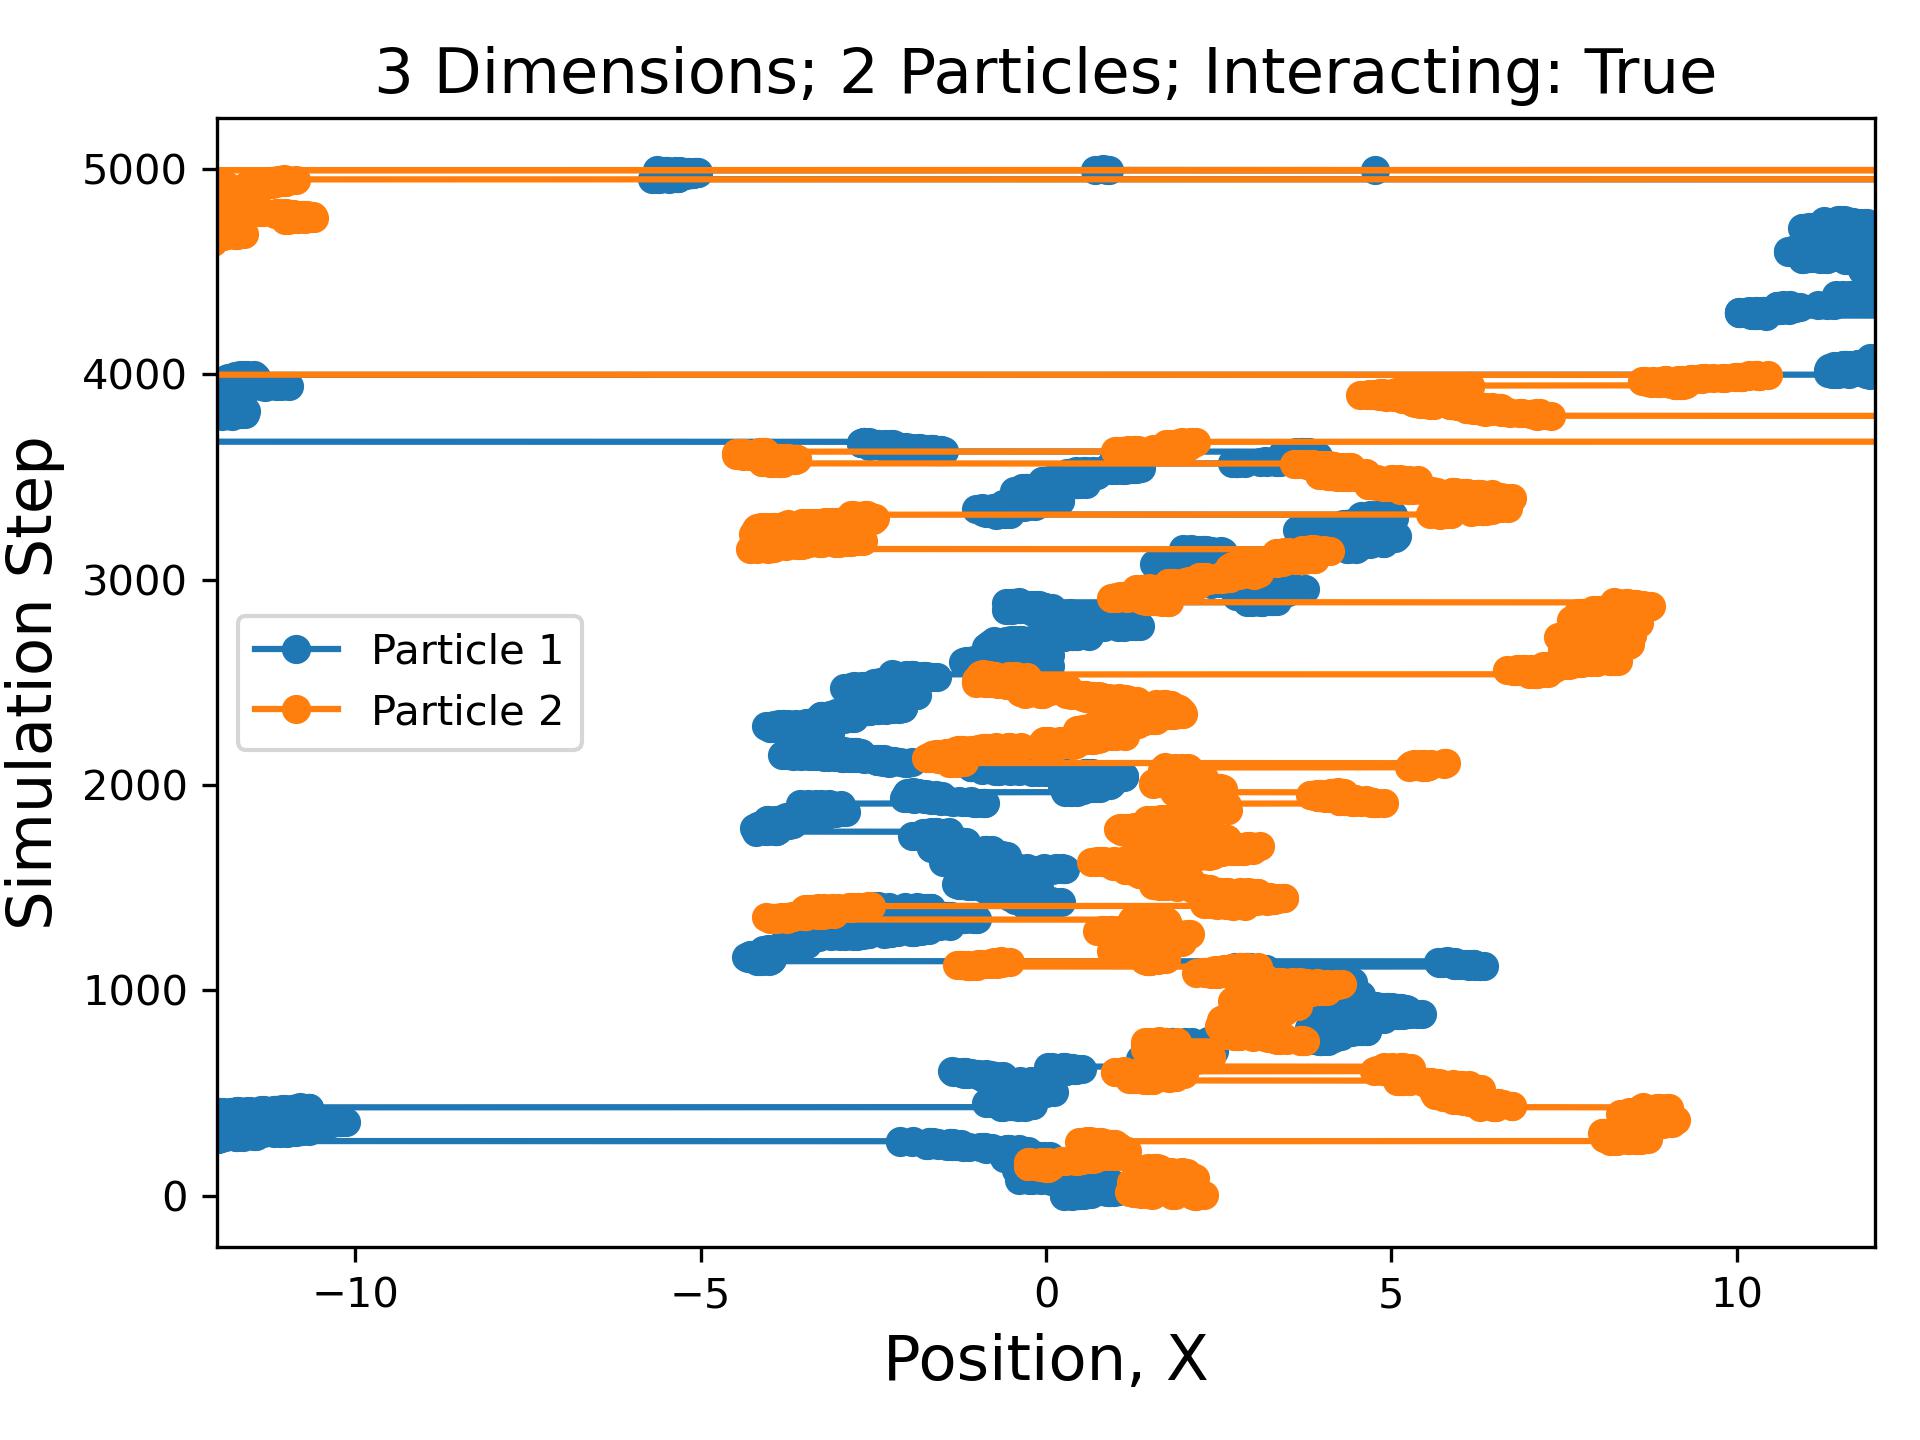 3 Dimensions; 2 Particles; Interacting: True
5000
4000
3000
2000
1000
0
Simulation Step
Particle 1
Particle 2
−10
−5
0
5
10
Position, X